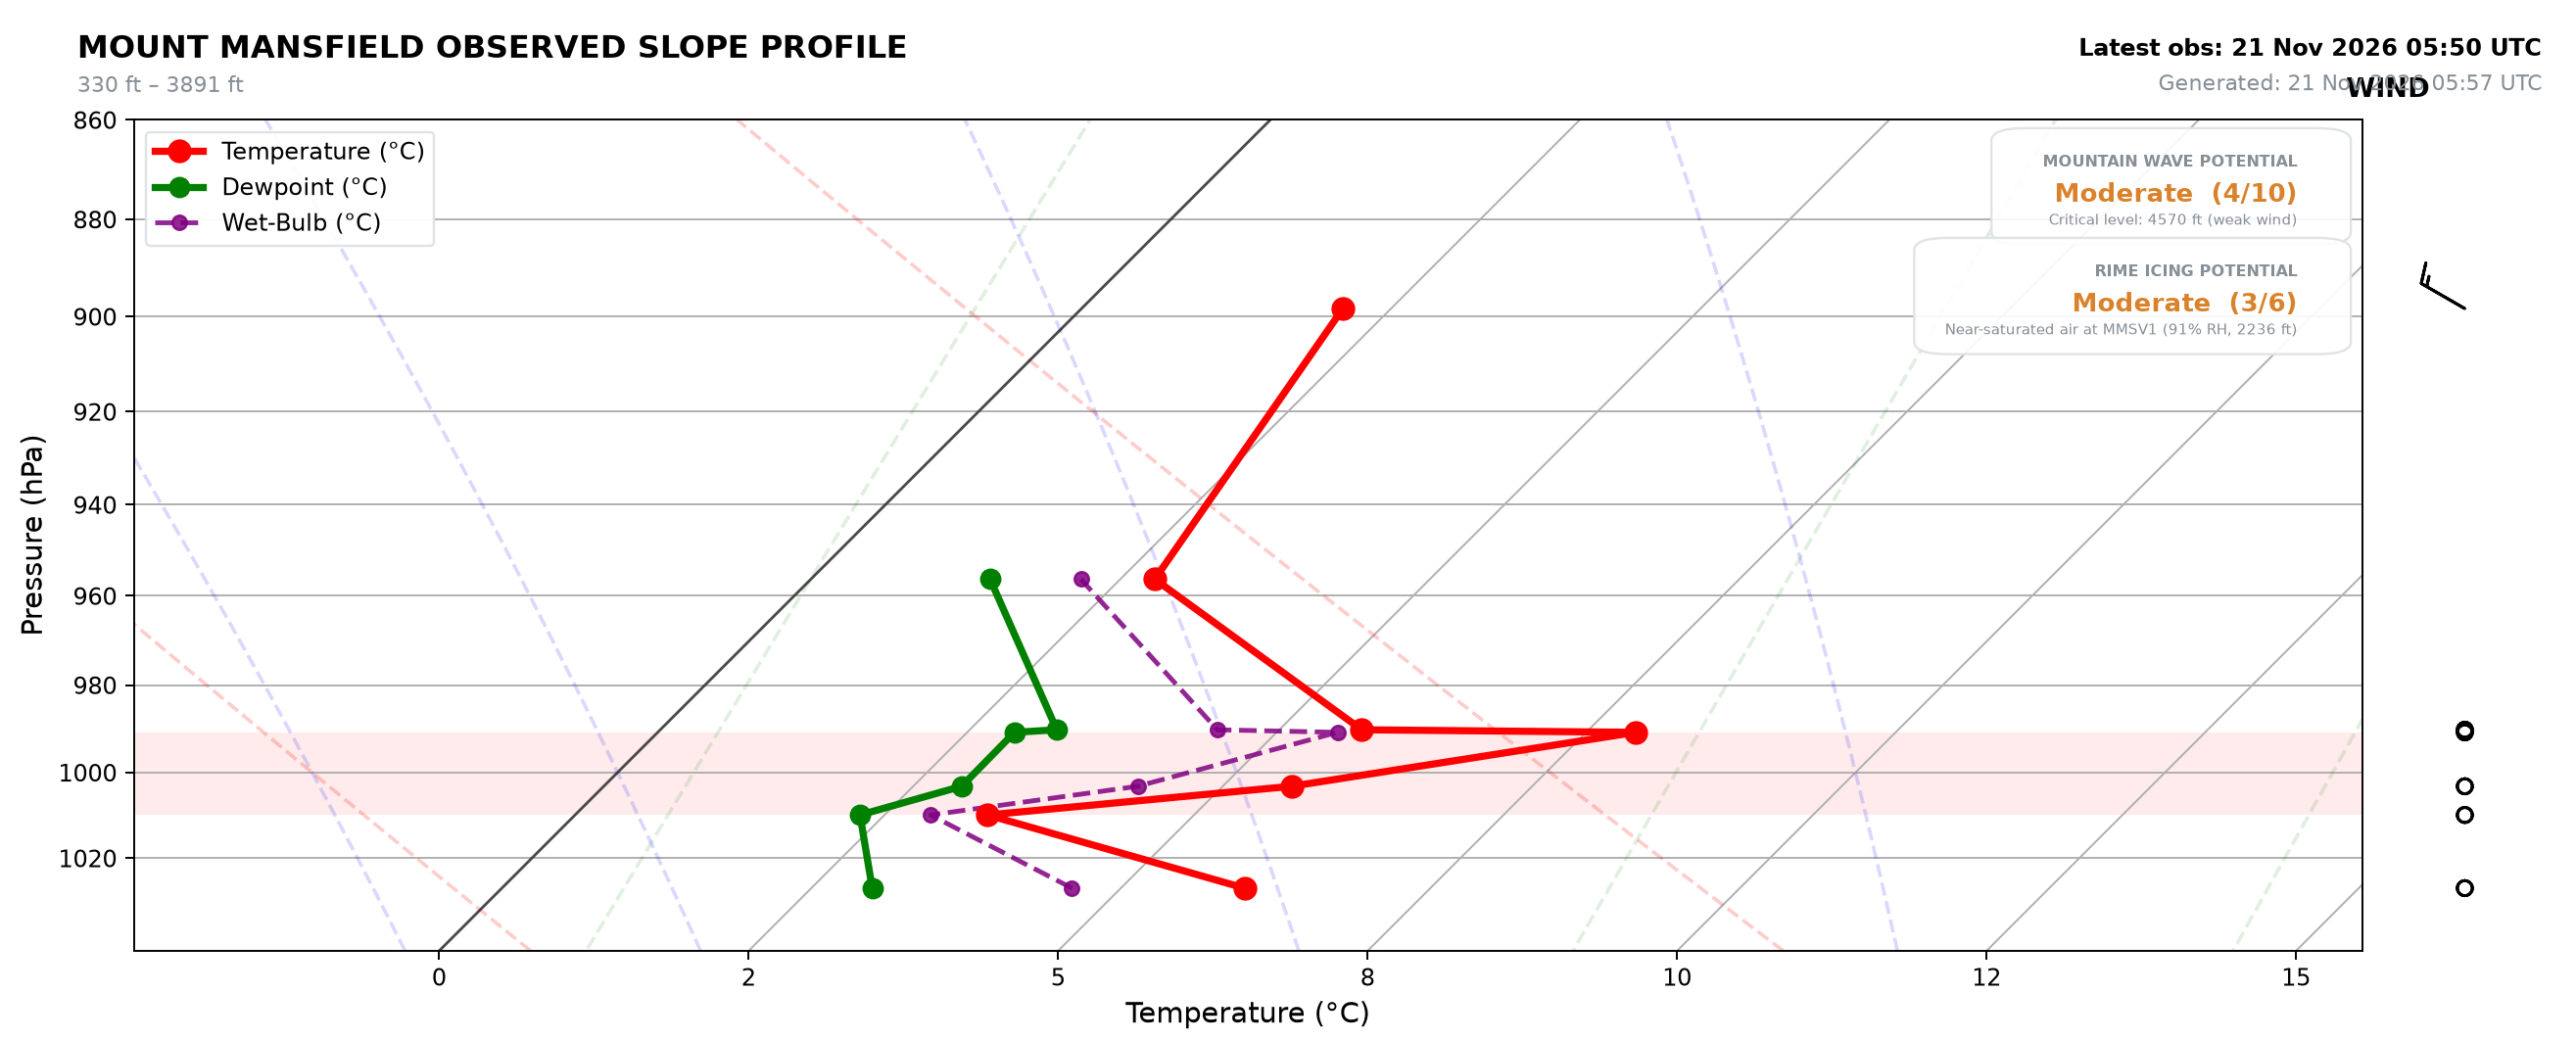 MOUNT MANSFIELD OBSERVED SLOPE PROFILE
330 ft – 3891 ft
Latest obs: 21 Nov 2026 05:50 UTC
Generated: 21 Nov 2026 05:57 UTC
WIND
Temperature (°C)
Dewpoint (°C)
Wet-Bulb (°C)
MOUNTAIN WAVE POTENTIAL
Moderate (4/10)
Critical level: 4570 ft (weak wind)
RIME ICING POTENTIAL
Moderate (3/6)
Near-saturated air at MMSV1 (91% RH, 2236 ft)
Pressure (hPa)
860
880
900
920
940
960
980
1000
1020
0 2 5 8 10 12 15
Temperature (°C)